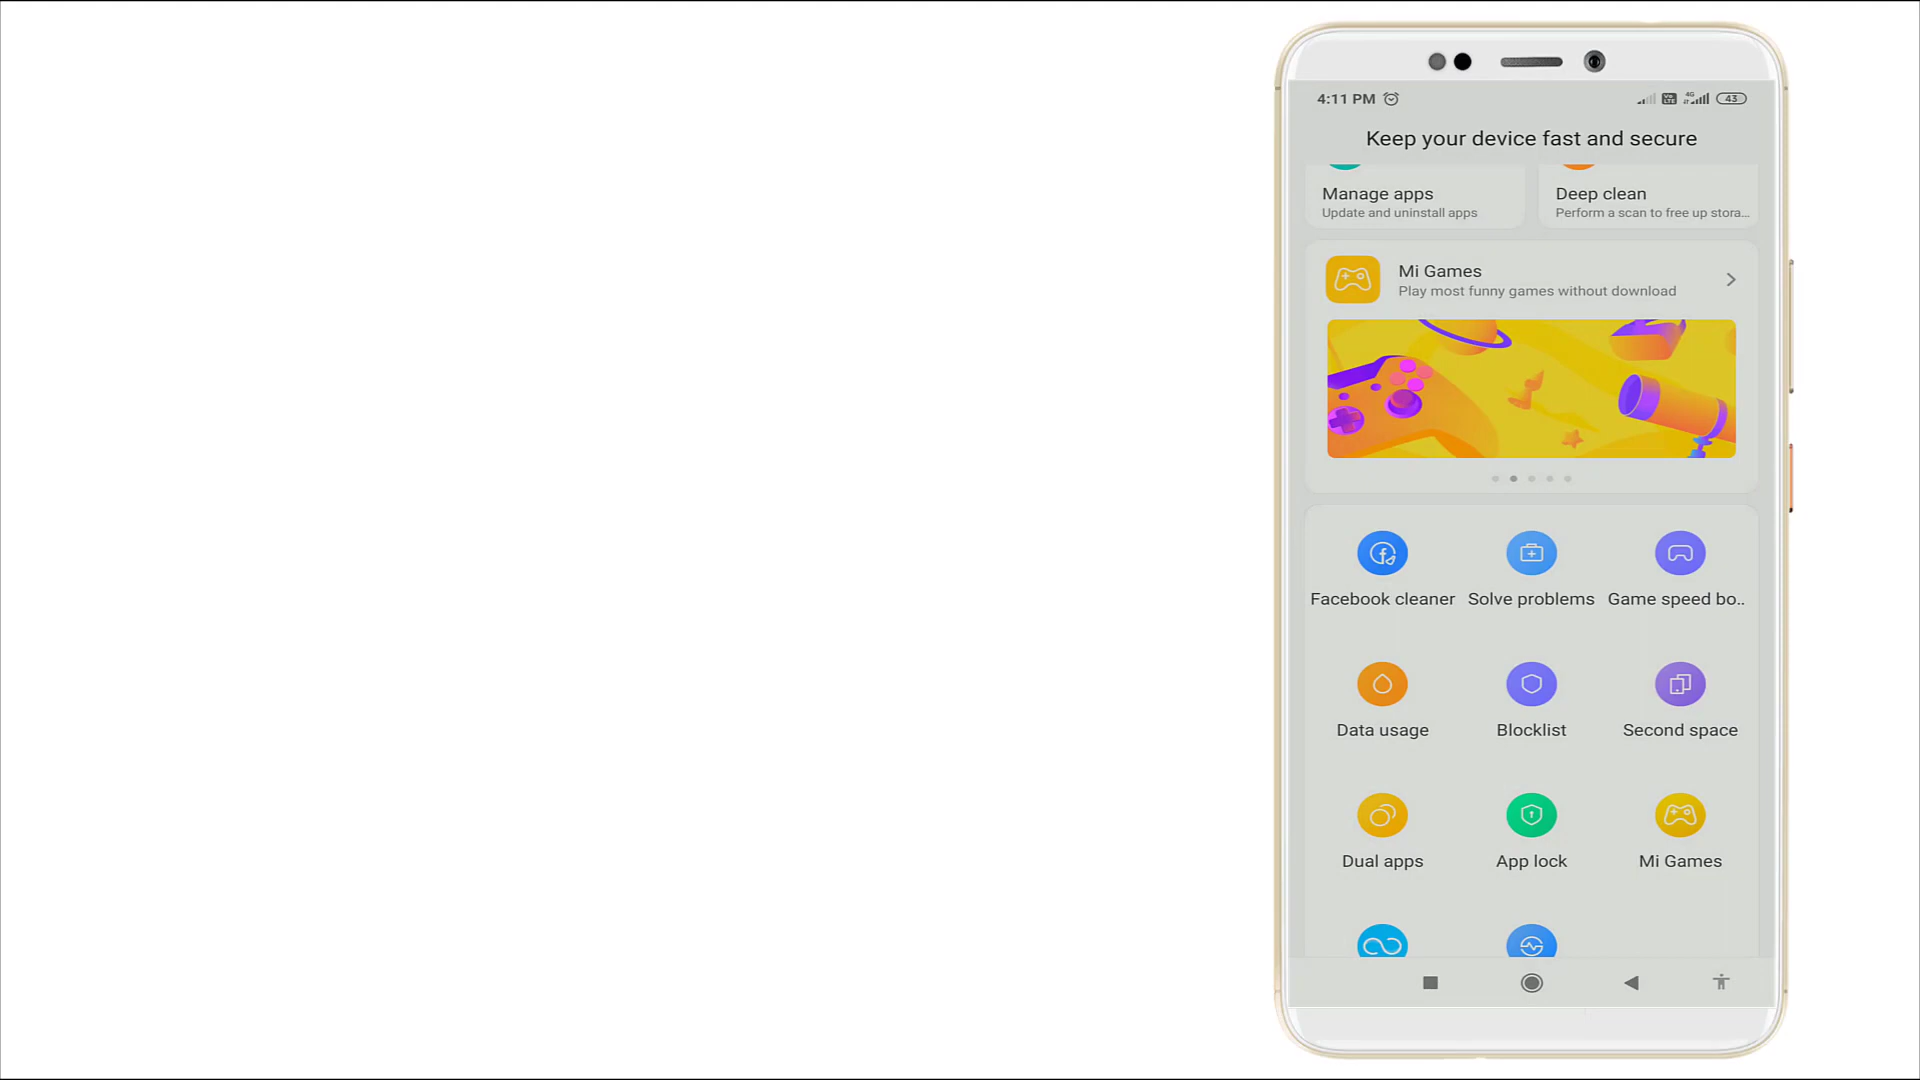 4:11 PM
4G
43
Keep your device fast and secure
Manage apps
Update and uninstall apps
Deep clean
Perform a scan to free up stora...
Mi Games
Play most funny games without download
Facebook cleaner
Solve problems
Game speed bo..
Data usage
Blocklist
Second space
Dual apps
App lock
Mi Games